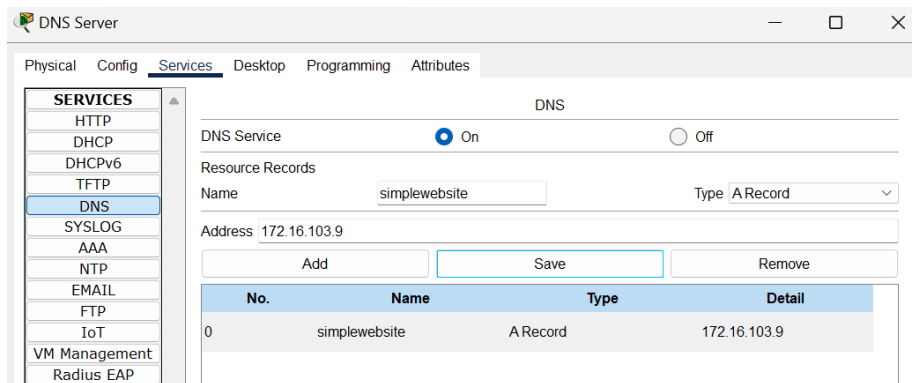 DNS Server
Physical Config Services Desktop Programming Attributes
SERVICES
HTTP
DHCP
DHCPv6
TFTP
DNS
SYSLOG
AAA
NTP
EMAIL
FTP
IoT
VM Management
Radius EAP
DNS
DNS Service On Off
Resource Records
Name simplewebsite Type A Record
Address 172.16.103.9
Add Save Remove
No. Name Type Detail
0 simplewebsite A Record 172.16.103.9